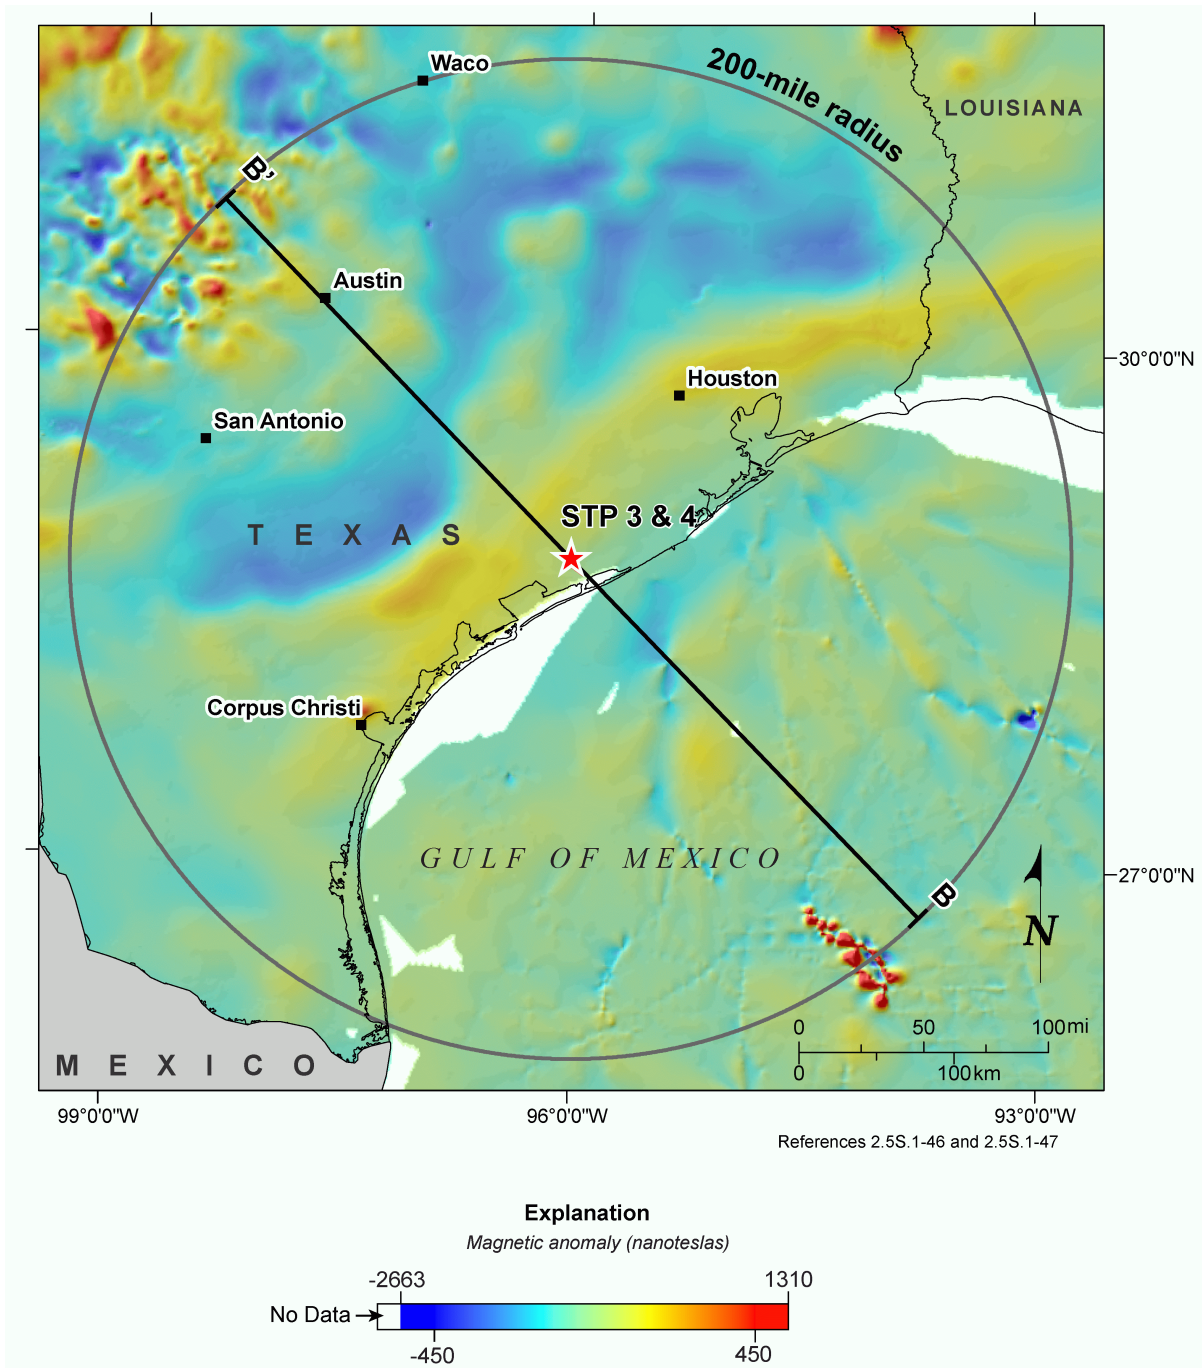 Waco
200-mile radius
LOUISIANA
B’
Austin
30°0'0"N
Houston
San Antonio
STP 3 & 4
TEXAS
Corpus Christi
GULF OF MEXICO
27°0'0"N
B
N
0 50 100mi
0 100km
MEXICO
99°0'0"W 96°0'0"W 93°0'0"W
References 2.5S.1-46 and 2.5S.1-47
Explanation
Magnetic anomaly (nanoteslas)
-2663 1310
No Data
-450 450